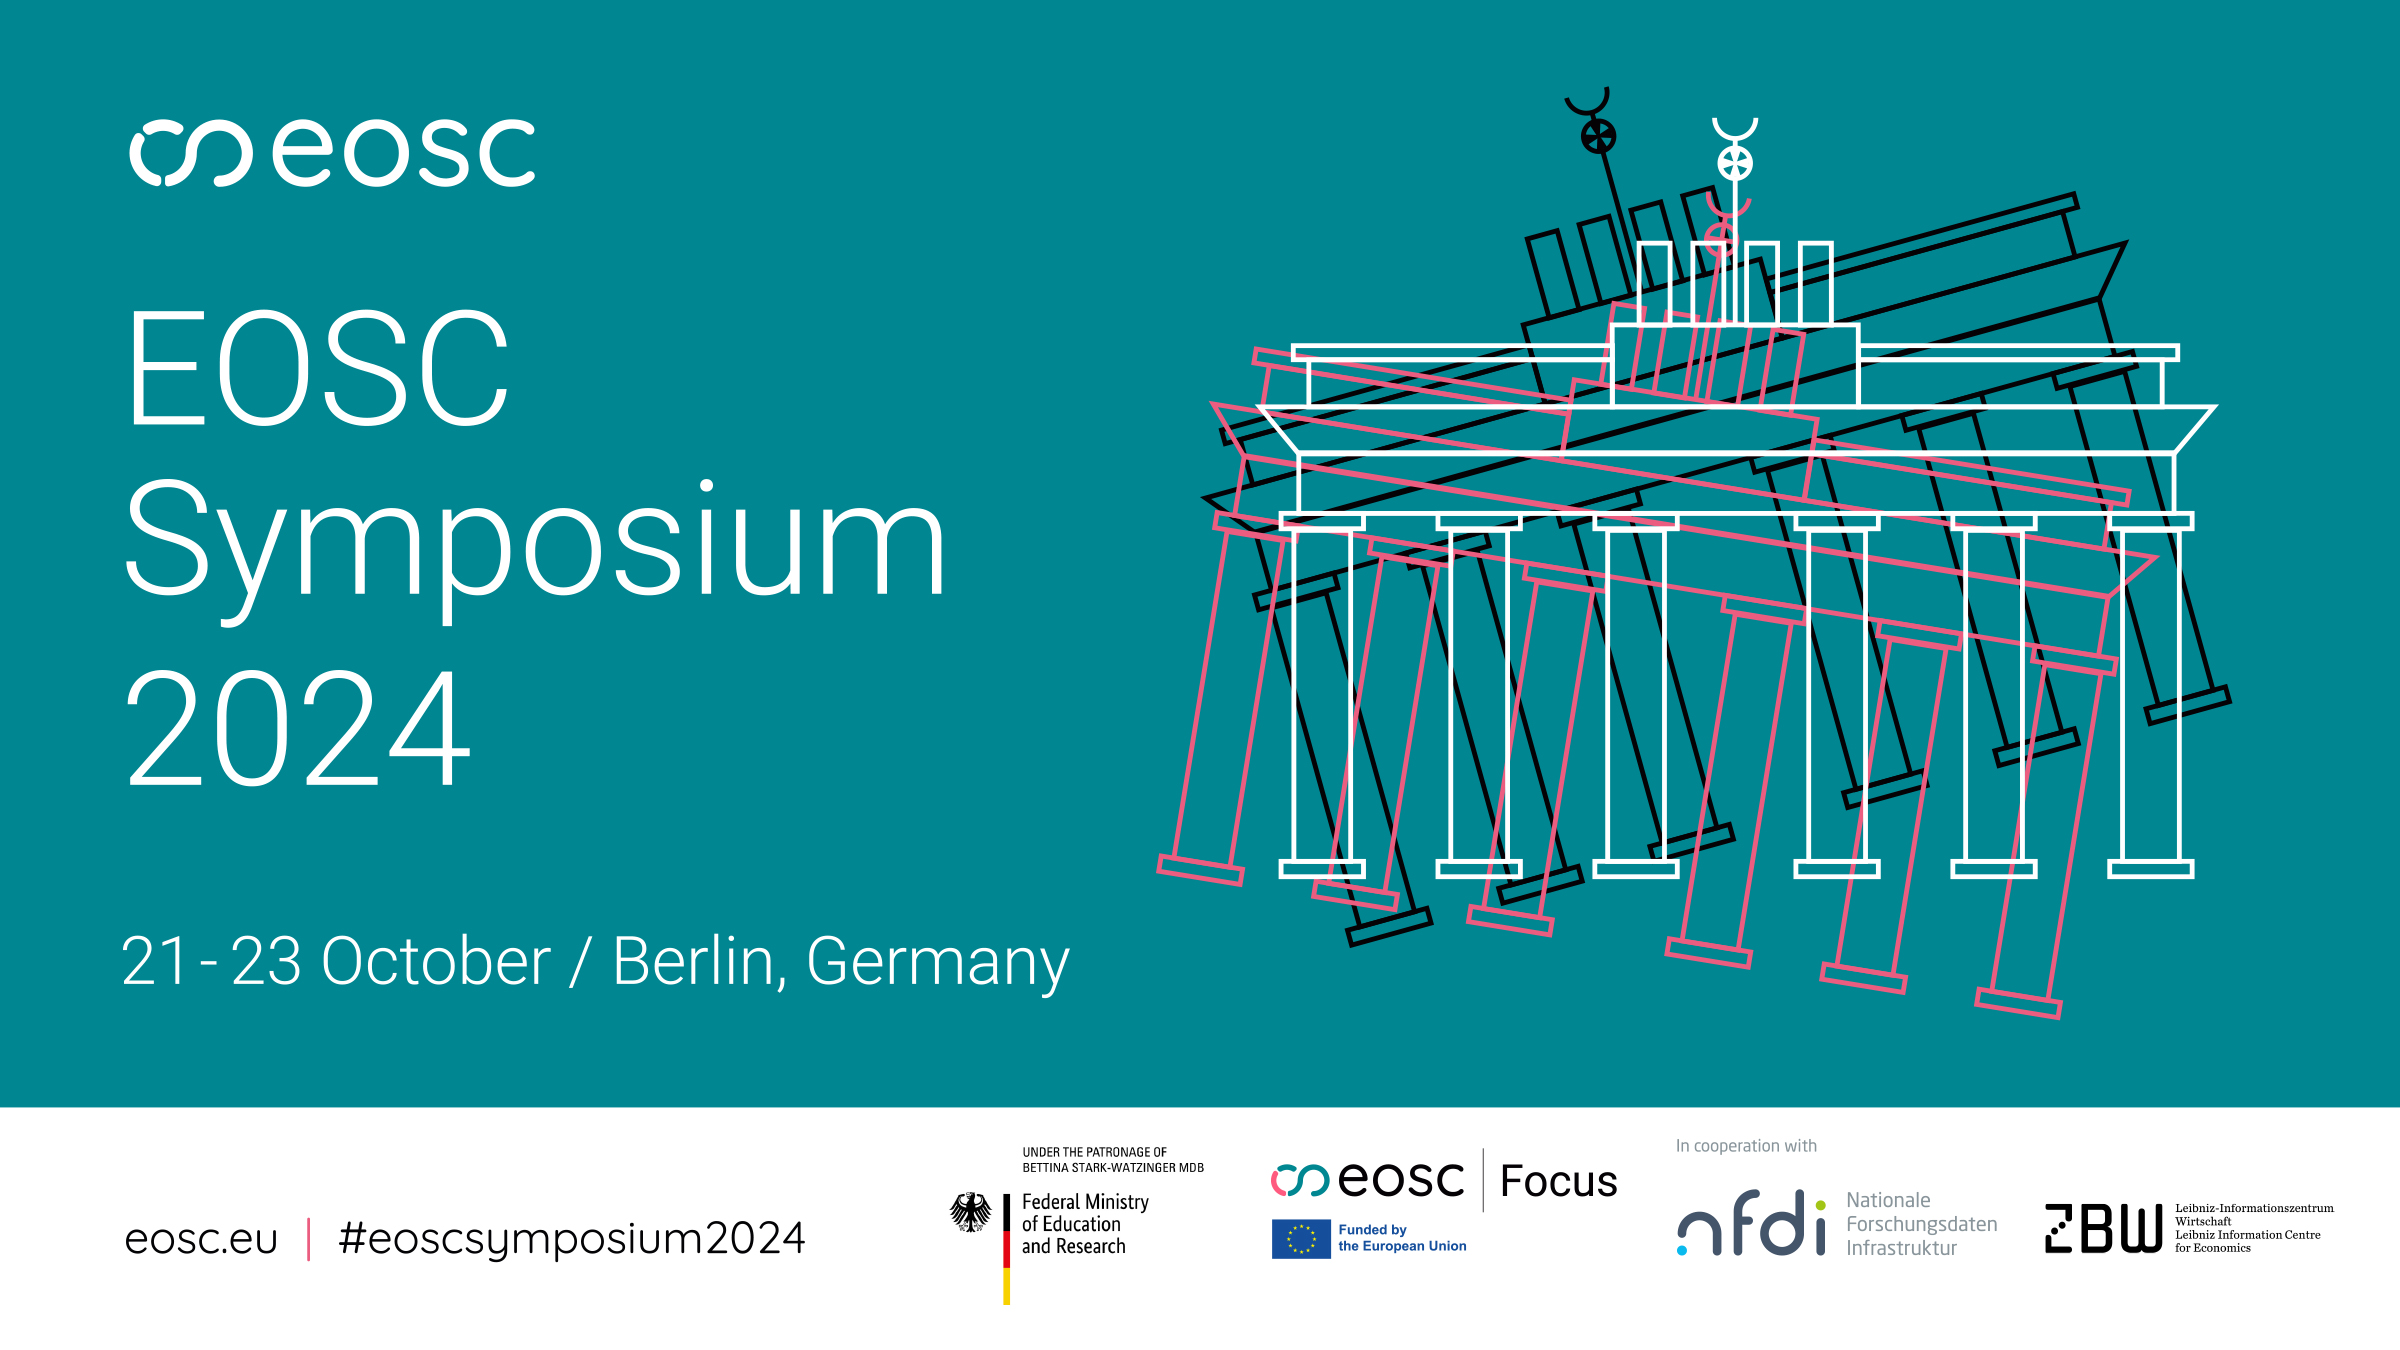 eosc
EOSC
Symposium
2024
21 - 23 October / Berlin, Germany
eosc.eu | #eoscsymposium2024
UNDER THE PATRONAGE OF
BETTINA STARK-WATZINGER MDB
Federal Ministry
of Education
and Research
eosc | Focus
Funded by
the European Union
In cooperation with
nfdi
Nationale
Forschungsdaten
Infrastruktur
ZBW
Leibniz-Informationszentrum
Wirtschaft
Leibniz Information Centre
for Economics